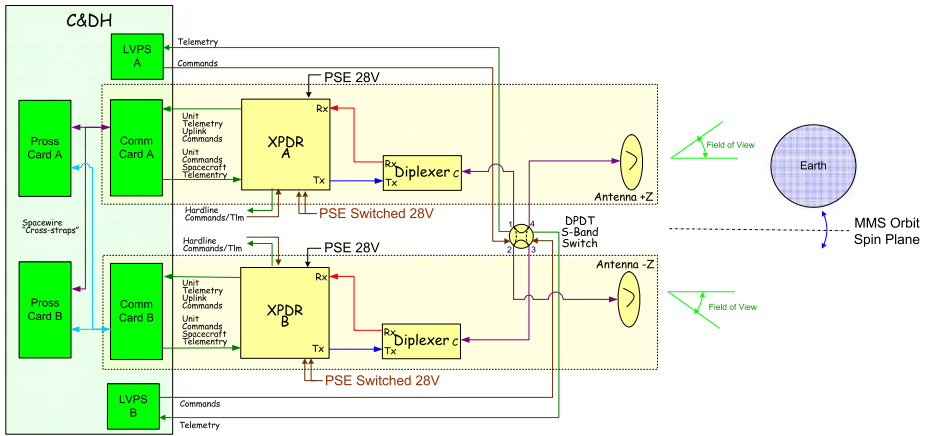 C&DH
LVPS
A
Telemetry
Commands
PSE 28V
Pross
Card A
Comm
Card A
Unit
Telemetry
Uplink
Commands
Unit
Commands
Spacecraft
Telemetry
XPDR
A
Rx
Tx
Rx
Tx
Diplexer C
Antenna +Z
Field of View
Earth
Hardline
Commands/Tlm
PSE Switched 28V
Spacewire
"Cross-straps"
1
4
2
3
DPDT
S-Band
Switch
MMS Orbit
Spin Plane
Hardline
Commands/Tlm
PSE 28V
Antenna -Z
Pross
Card B
Comm
Card B
Unit
Telemetry
Uplink
Commands
Unit
Commands
Spacecraft
Telementry
XPDR
B
Rx
Tx
Rx
Tx
Diplexer C
Field of View
PSE Switched 28V
LVPS
B
Commands
Telemetry